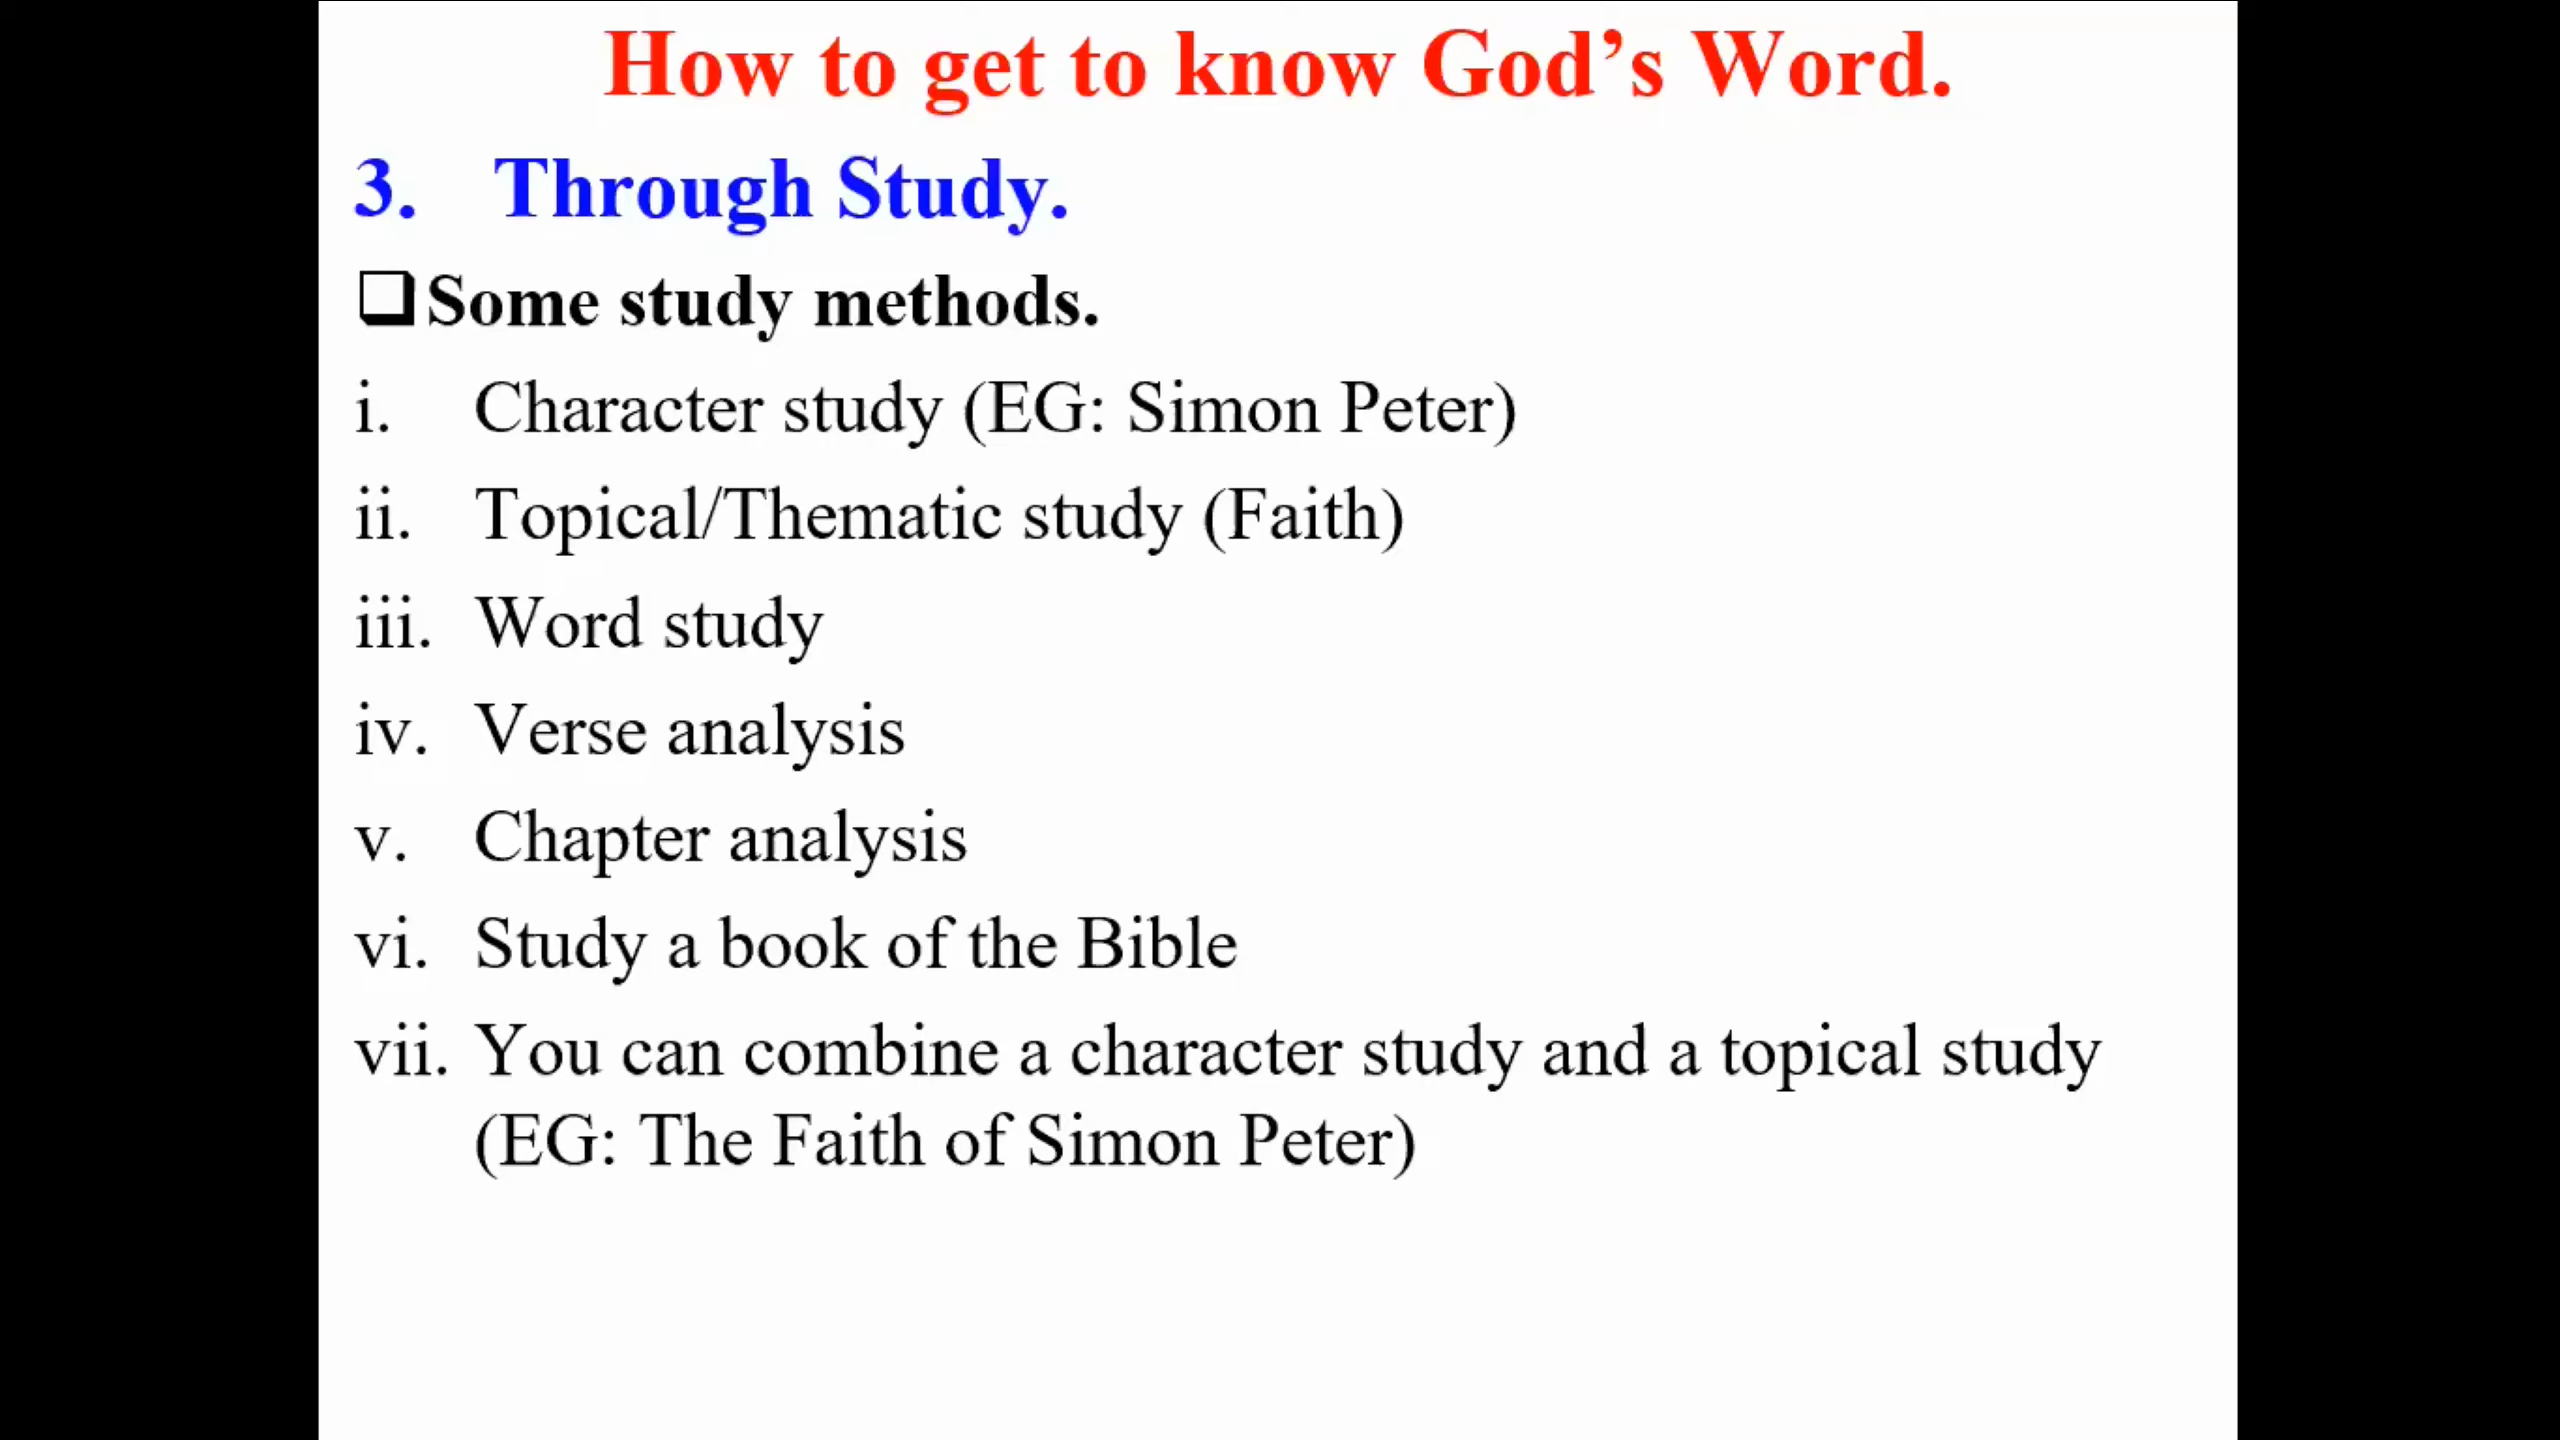 How to get to know God’s Word.
3. Through Study.
❑Some study methods.
i. Character study (EG: Simon Peter)
ii. Topical/Thematic study (Faith)
iii. Word study
iv. Verse analysis
v. Chapter analysis
vi. Study a book of the Bible
vii. You can combine a character study and a topical study
(EG: The Faith of Simon Peter)